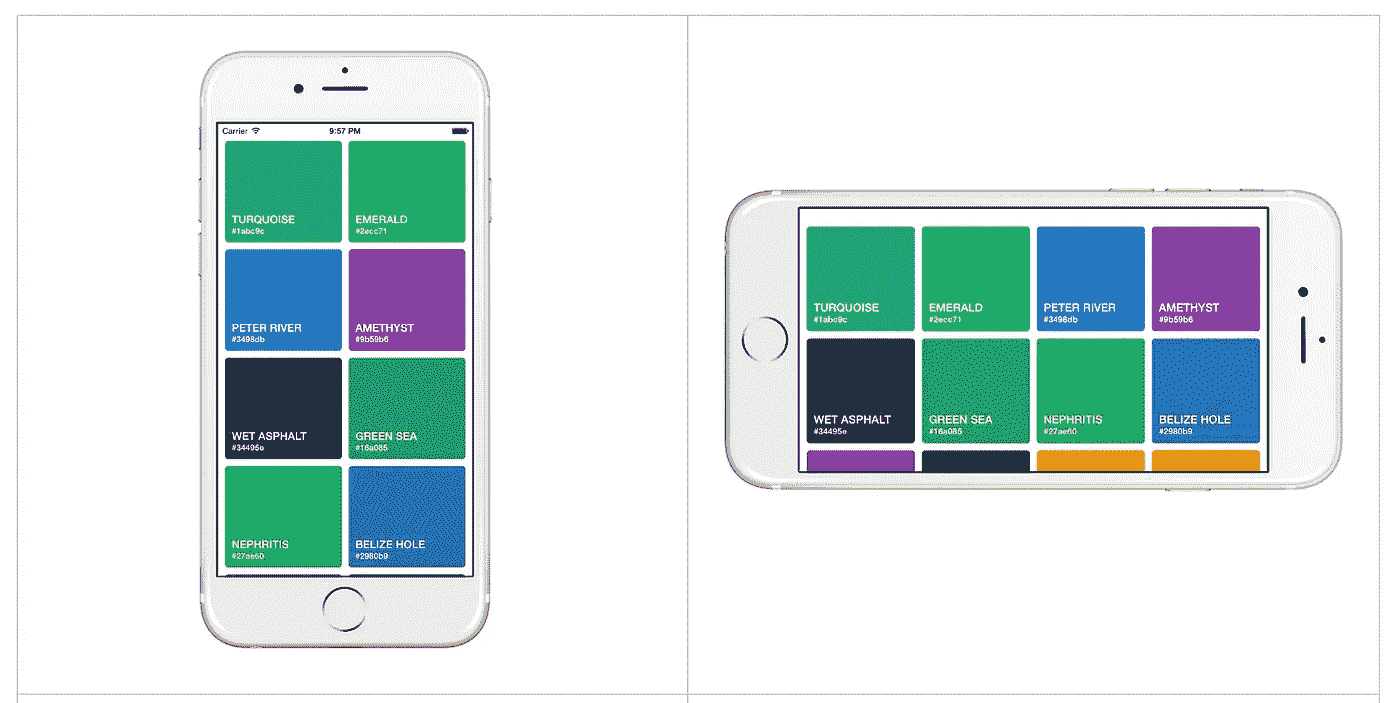 Carrier 9:57 PM
TURQUOISE EMERALD
#1abc9c #2ecc71
PETER RIVER AMETHYST
#3498db #9b59b6
WET ASPHALT GREEN SEA
#34495e #16a085
NEPHRITIS BELIZE HOLE
#27ae60 #2980b9
TURQUOISE EMERALD PETER RIVER AMETHYST
#1abc9c #2ecc71 #3498db #9b59b6
WET ASPHALT GREEN SEA NEPHRITIS BELIZE HOLE
#34495e #16a085 #27ae60 #2980b9